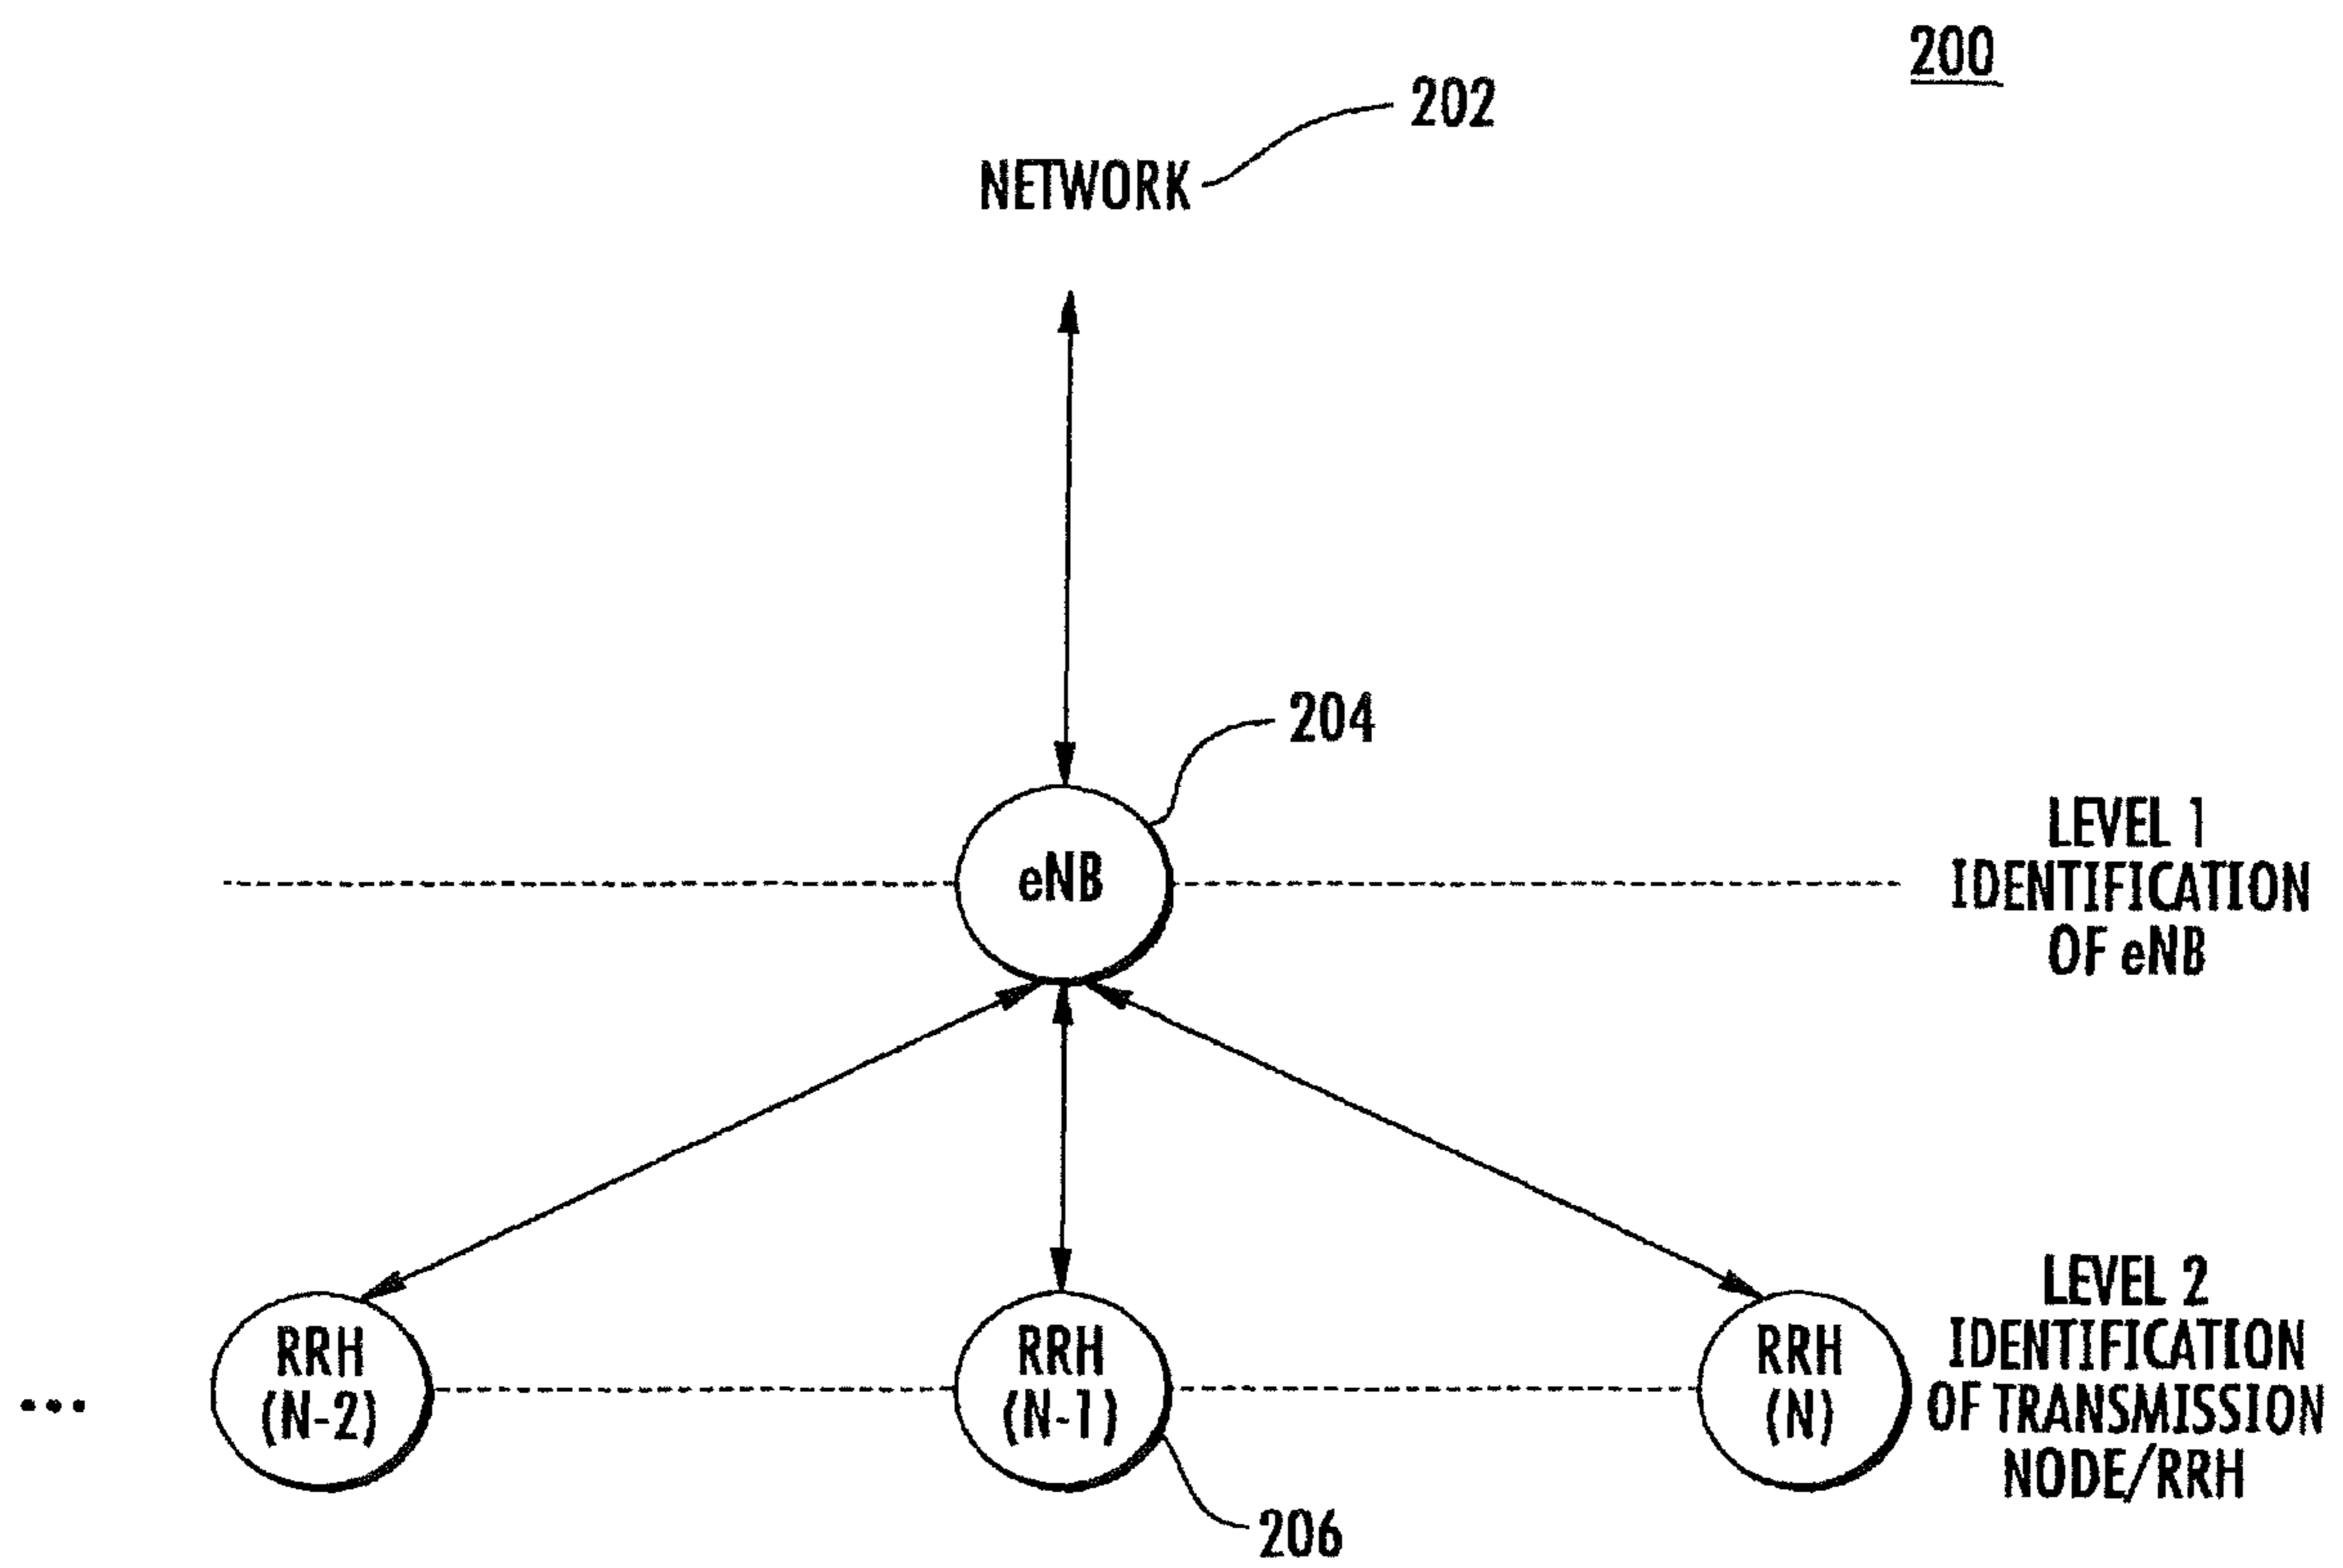 200
202
NETWORK
204
eNB
LEVEL 1
IDENTIFICATION
OF eNB
RRH
(N-2)
RRH
(N-1)
RRH
(N)
LEVEL 2
IDENTIFICATION
OF TRANSMISSION
NODE/RRH
...
206